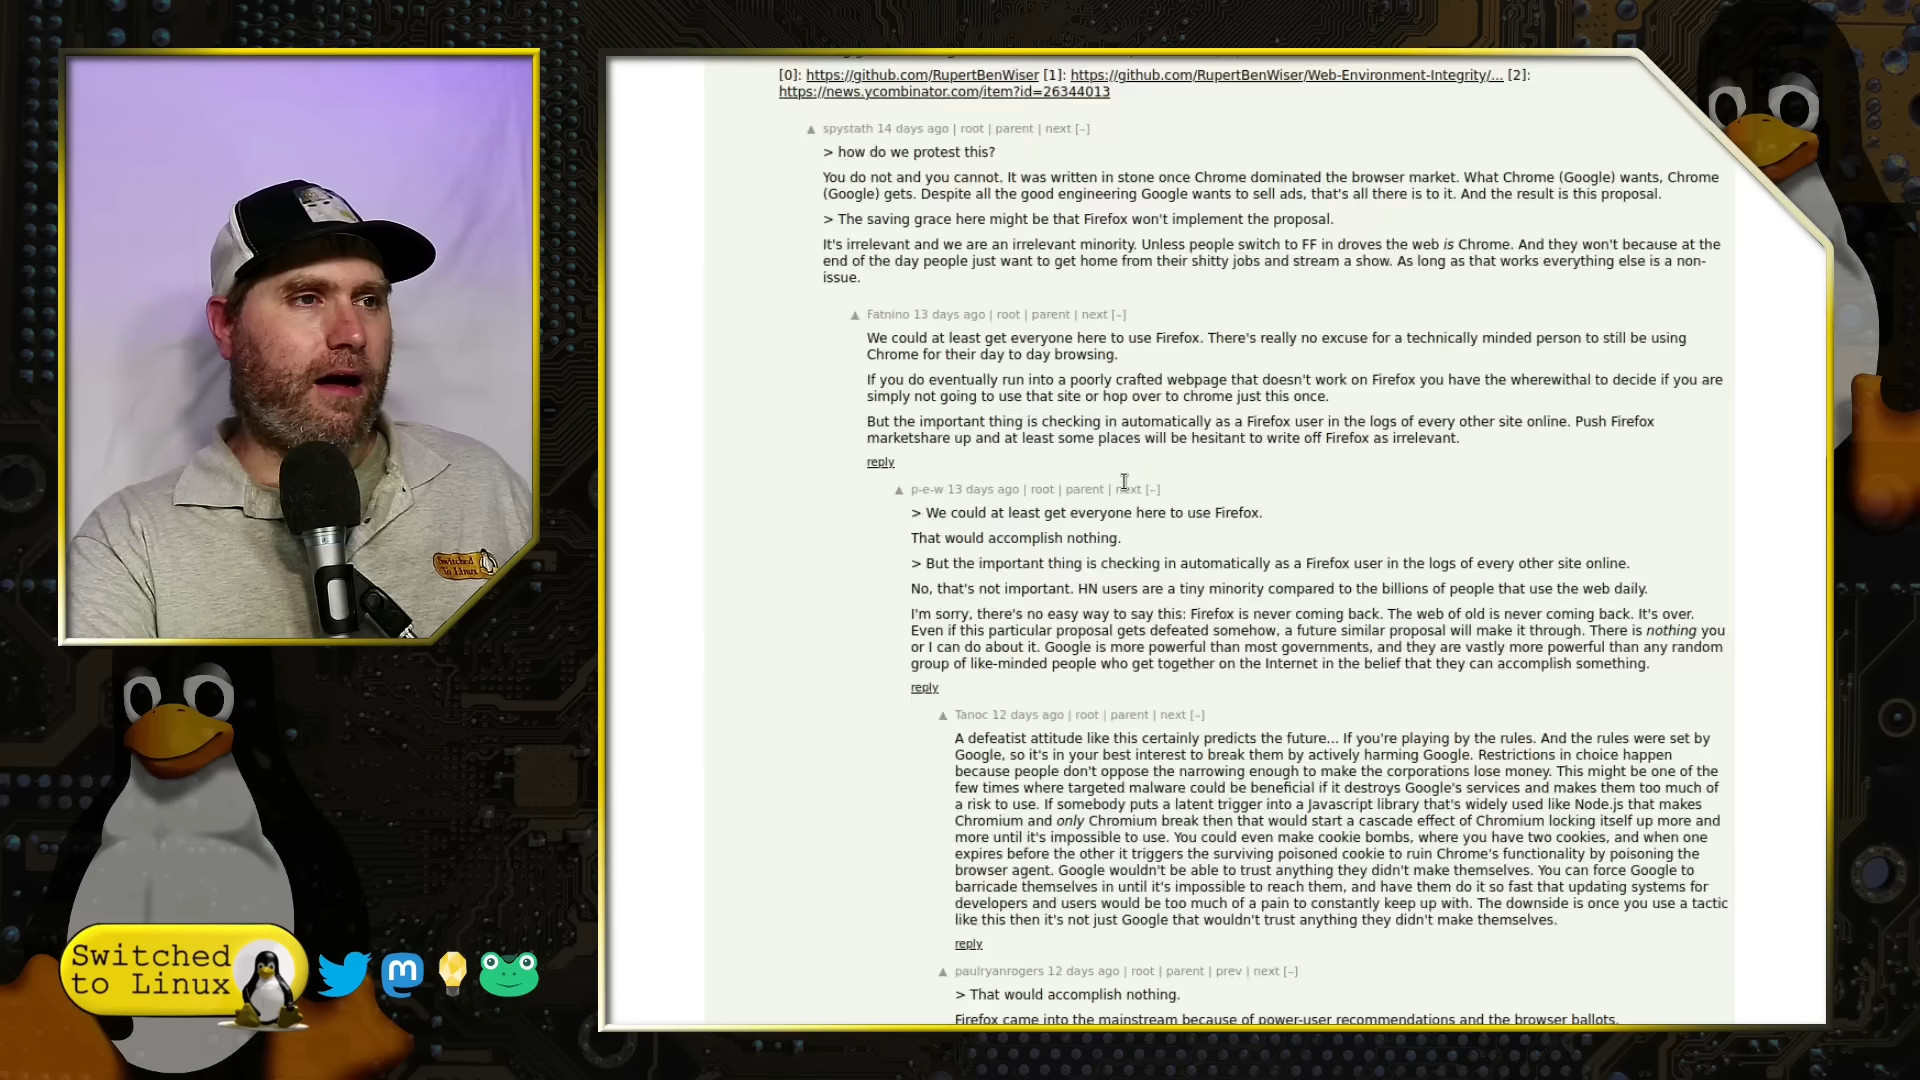 [0]: https://github.com/RupertBenWiser [1]: https://github.com/RupertBenWiser/Web-Environment-Integrity/... [2]:
https://news.ycombinator.com/item?id=26344013
▲ spystath 14 days ago | root | parent | next [–]
> how do we protest this?
You do not and you cannot. It was written in stone once Chrome dominated the browser market. What Chrome (Google) wants, Chrome
(Google) gets. Despite all the good engineering Google wants to sell ads, that's all there is to it. And the result is this proposal.
> The saving grace here might be that Firefox won't implement the proposal.
It's irrelevant and we are an irrelevant minority. Unless people switch to FF in droves the web is Chrome. And they won't because at the
end of the day people just want to get home from their shitty jobs and stream a show. As long as that works everything else is a non-
issue.
▲ Fatnino 13 days ago | root | parent | next [–]
We could at least get everyone here to use Firefox. There's really no excuse for a technically minded person to still be using
Chrome for their day to day browsing.
If you do eventually run into a poorly crafted webpage that doesn't work on Firefox you have the wherewithal to decide if you are
simply not going to use that site or hop over to chrome just this once.
But the important thing is checking in automatically as a Firefox user in the logs of every other site online. Push Firefox
marketshare up and at least some places will be hesitant to write off Firefox as irrelevant.
reply
▲ p-e-w 13 days ago | root | parent | next [–]
> We could at least get everyone here to use Firefox.
That would accomplish nothing.
> But the important thing is checking in automatically as a Firefox user in the logs of every other site online.
No, that's not important. HN users are a tiny minority compared to the billions of people that use the web daily.
I'm sorry, there's no easy way to say this: Firefox is never coming back. The web of old is never coming back. It's over.
Even if this particular proposal gets defeated somehow, a future similar proposal will make it through. There is nothing you
or I can do about it. Google is more powerful than most governments, and they are vastly more powerful than any random
group of like-minded people who get together on the Internet in the belief that they can accomplish something.
reply
▲ Tanoc 12 days ago | root | parent | next [–]
A defeatist attitude like this certainly predicts the future... If you're playing by the rules. And the rules were set by
Google, so it's in your best interest to break them by actively harming Google. Restrictions in choice happen
because people don't oppose the narrowing enough to make the corporations lose money. This might be one of the
few times where targeted malware could be beneficial if it destroys Google's services and makes them too much of
a risk to use. If somebody puts a latent trigger into a Javascript library that's widely used like Node.js that makes
Chromium and only Chromium break then that would start a cascade effect of Chromium locking itself up more and
more until it's impossible to use. You could even make cookie bombs, where you have two cookies, and when one
expires before the other it triggers the surviving poisoned cookie to ruin Chrome's functionality by poisoning the
browser agent. Google wouldn't be able to trust anything they didn't make themselves. You can force Google to
barricade themselves in until it's impossible to reach them, and have them do it so fast that updating systems for
developers and users would be too much of a pain to constantly keep up with. The downside is once you use a tactic
like this then it's not just Google that wouldn't trust anything they didn't make themselves.
reply
▲ paulryanrogers 12 days ago | root | parent | prev | next [–]
> That would accomplish nothing.
Firefox came into the mainstream because of power-user recommendations and the browser ballots.
Switched
To Linux
Switched
to Linux